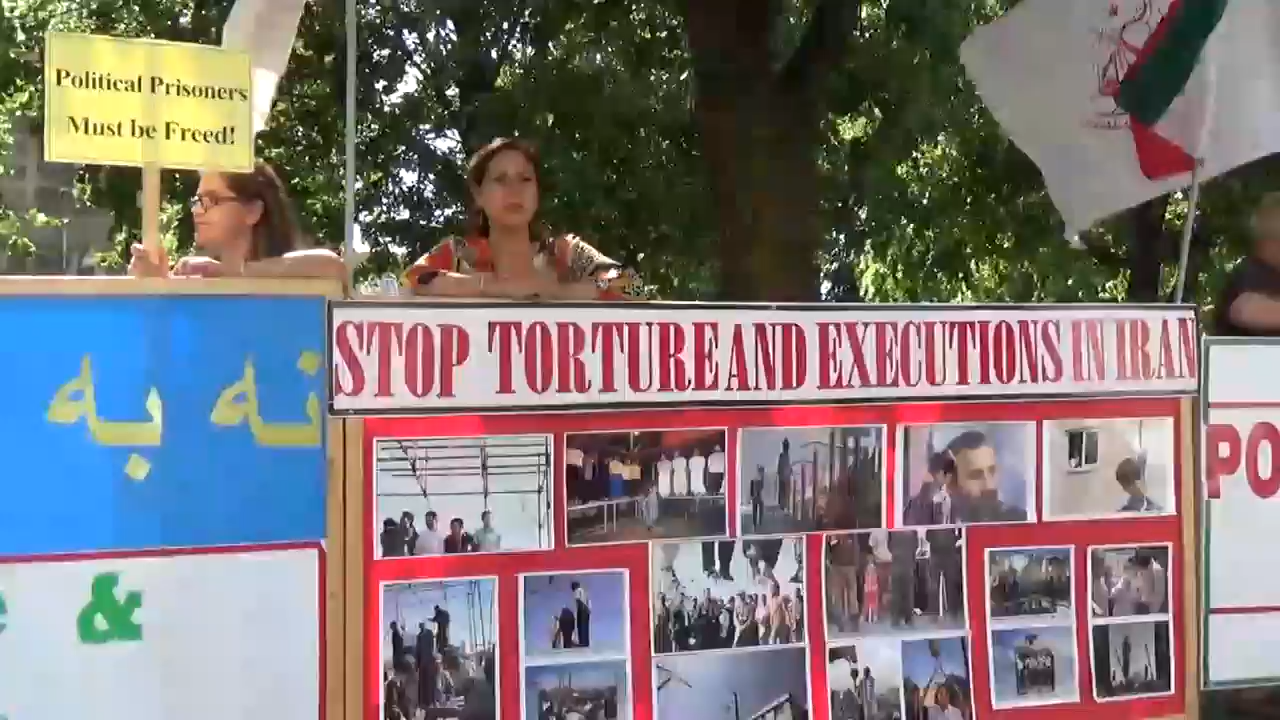 Political Prisoners
Must be Freed!
STOP TORTURE AND EXECUTIONS IN IRAN
نه به
&
PO